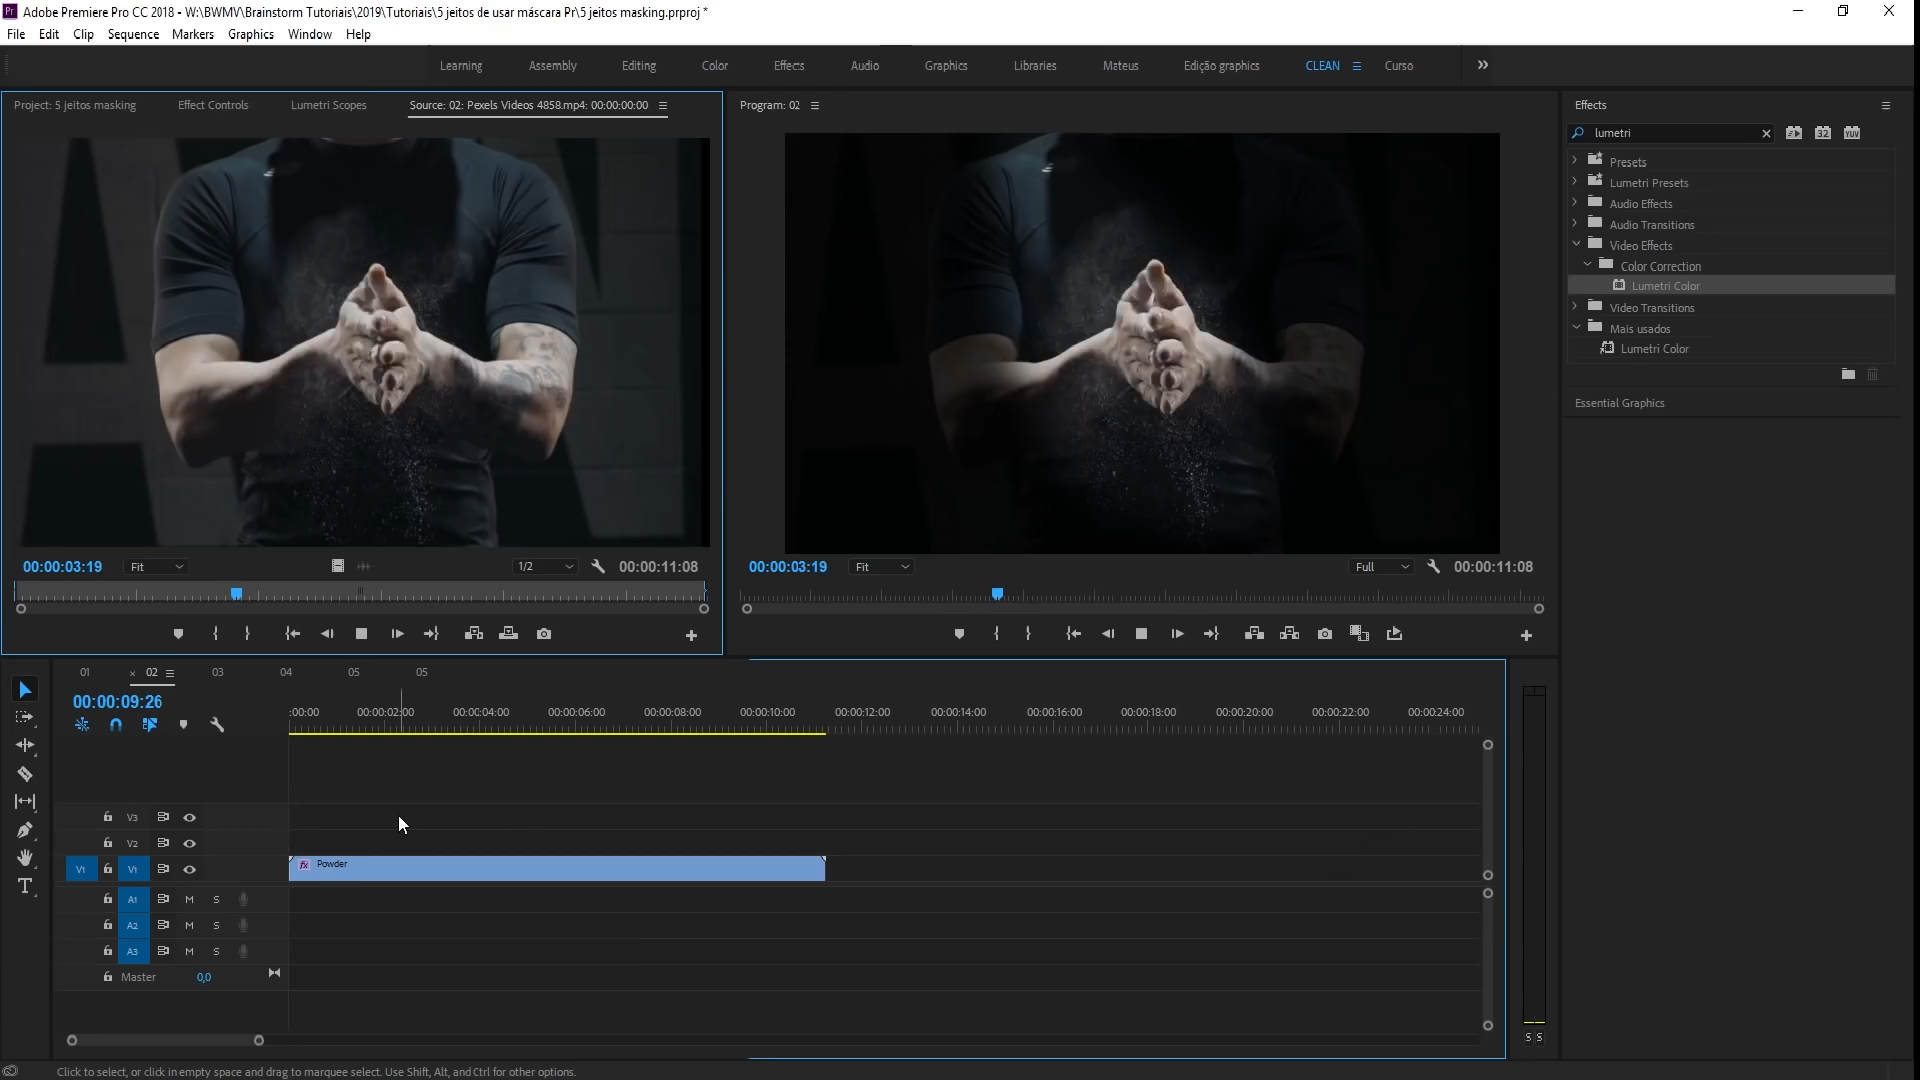 Adobe Premiere Pro CC 2018 - W:\BWMV\Brainstorm Tutoriais\2019\Tutoriais\5 jeitos de usar máscara Pr\5 jeitos masking.prproj *
File Edit Clip Sequence Markers Graphics Window Help
Learning Assembly Editing Color Effects Audio Graphics Libraries Mateus Edição graphics CLEAN Curso
Project: 5 jeitos masking Effect Controls Lumetri Scopes Source: 02: Pexels Videos 4858.mp4: 00:00:00:00
Program: 02
Effects
lumetri
32 YUV
Presets
Lumetri Presets
Audio Effects
Audio Transitions
Video Effects
Color Correction
Lumetri Color
Video Transitions
Mais usados
Lumetri Color
Essential Graphics
00:00:03:19 Fit 1/2 00:00:11:08
00:00:03:19 Fit Full 00:00:11:08
01 × 02 03 04 05 05
00:00:09:26
:00:00 00:00:02:00 00:00:04:00 00:00:06:00 00:00:08:00 00:00:10:00 00:00:12:00 00:00:14:00 00:00:16:00 00:00:18:00 00:00:20:00 00:00:22:00 00:00:24:00
V3
V2
V1 V1 fx Powder
A1 M S
A2 M S
A3 M S
Master 0,0
S S
Click to select, or click in empty space and drag to marquee select. Use Shift, Alt, and Ctrl for other options.